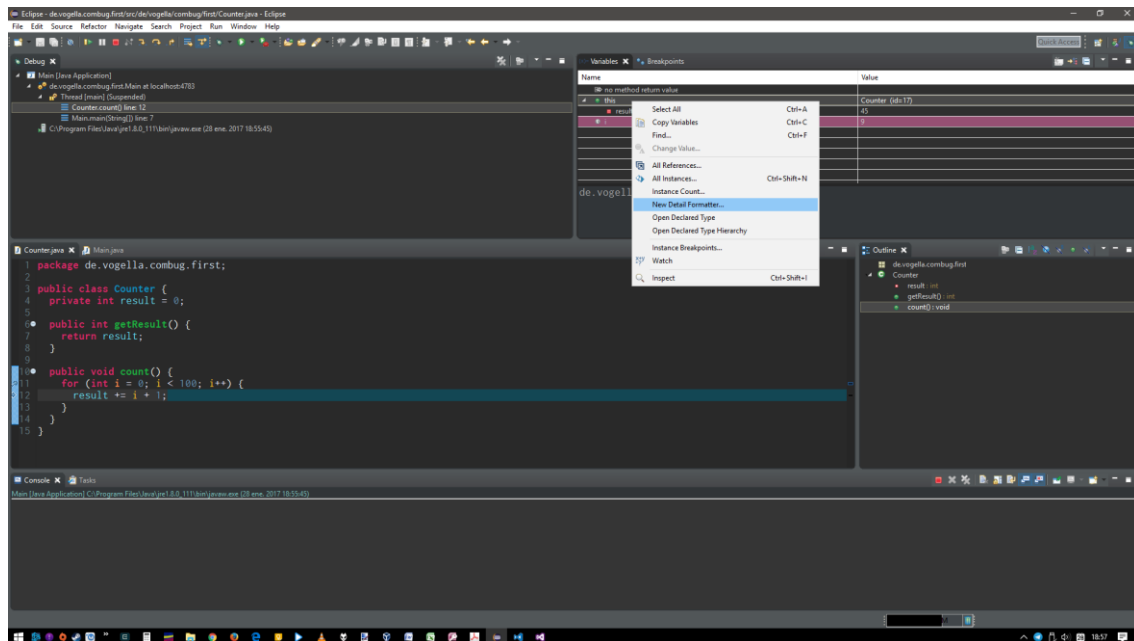 Eclipse - de.vogella.combug.first/src/de/vogella/combug/first/Counter.java - Eclipse
File Edit Source Refactor Navigate Search Project Run Window Help
Quick Access
Debug
Main [Java Application]
de.vogella.combug.first.Main at localhost:4783
Thread [main] (Suspended)
Counter.count() line: 12
Main.main(String[]) line: 7
C:\Program Files\Java\jre1.8.0_111\bin\javaw.exe (28 ene. 2017 18:55:45)
Variables Breakpoints
Name Value
no method return value
this Counter (id=17)
resul 45
i 9
de.vogell
Select All Ctrl+A
Copy Variables Ctrl+C
Find... Ctrl+F
Change Value...
All References...
All Instances... Ctrl+Shift+N
Instance Count...
New Detail Formatter...
Open Declared Type
Open Declared Type Hierarchy
Instance Breakpoints...
Watch
Inspect Ctrl+Shift+I
Counter.java Main.java
1 package de.vogella.combug.first;
2
3 public class Counter {
4 private int result = 0;
5
6 public int getResult() {
7 return result;
8 }
9
10 public void count() {
11 for (int i = 0; i < 100; i++) {
12 result += i + 1;
13 }
14 }
15 }
Outline
de.vogella.combug.first
Counter
result : int
getResult() : int
count() : void
Console Tasks
Main [Java Application] C:\Program Files\Java\jre1.8.0_111\bin\javaw.exe (28 ene. 2017 18:55:45)
18:57